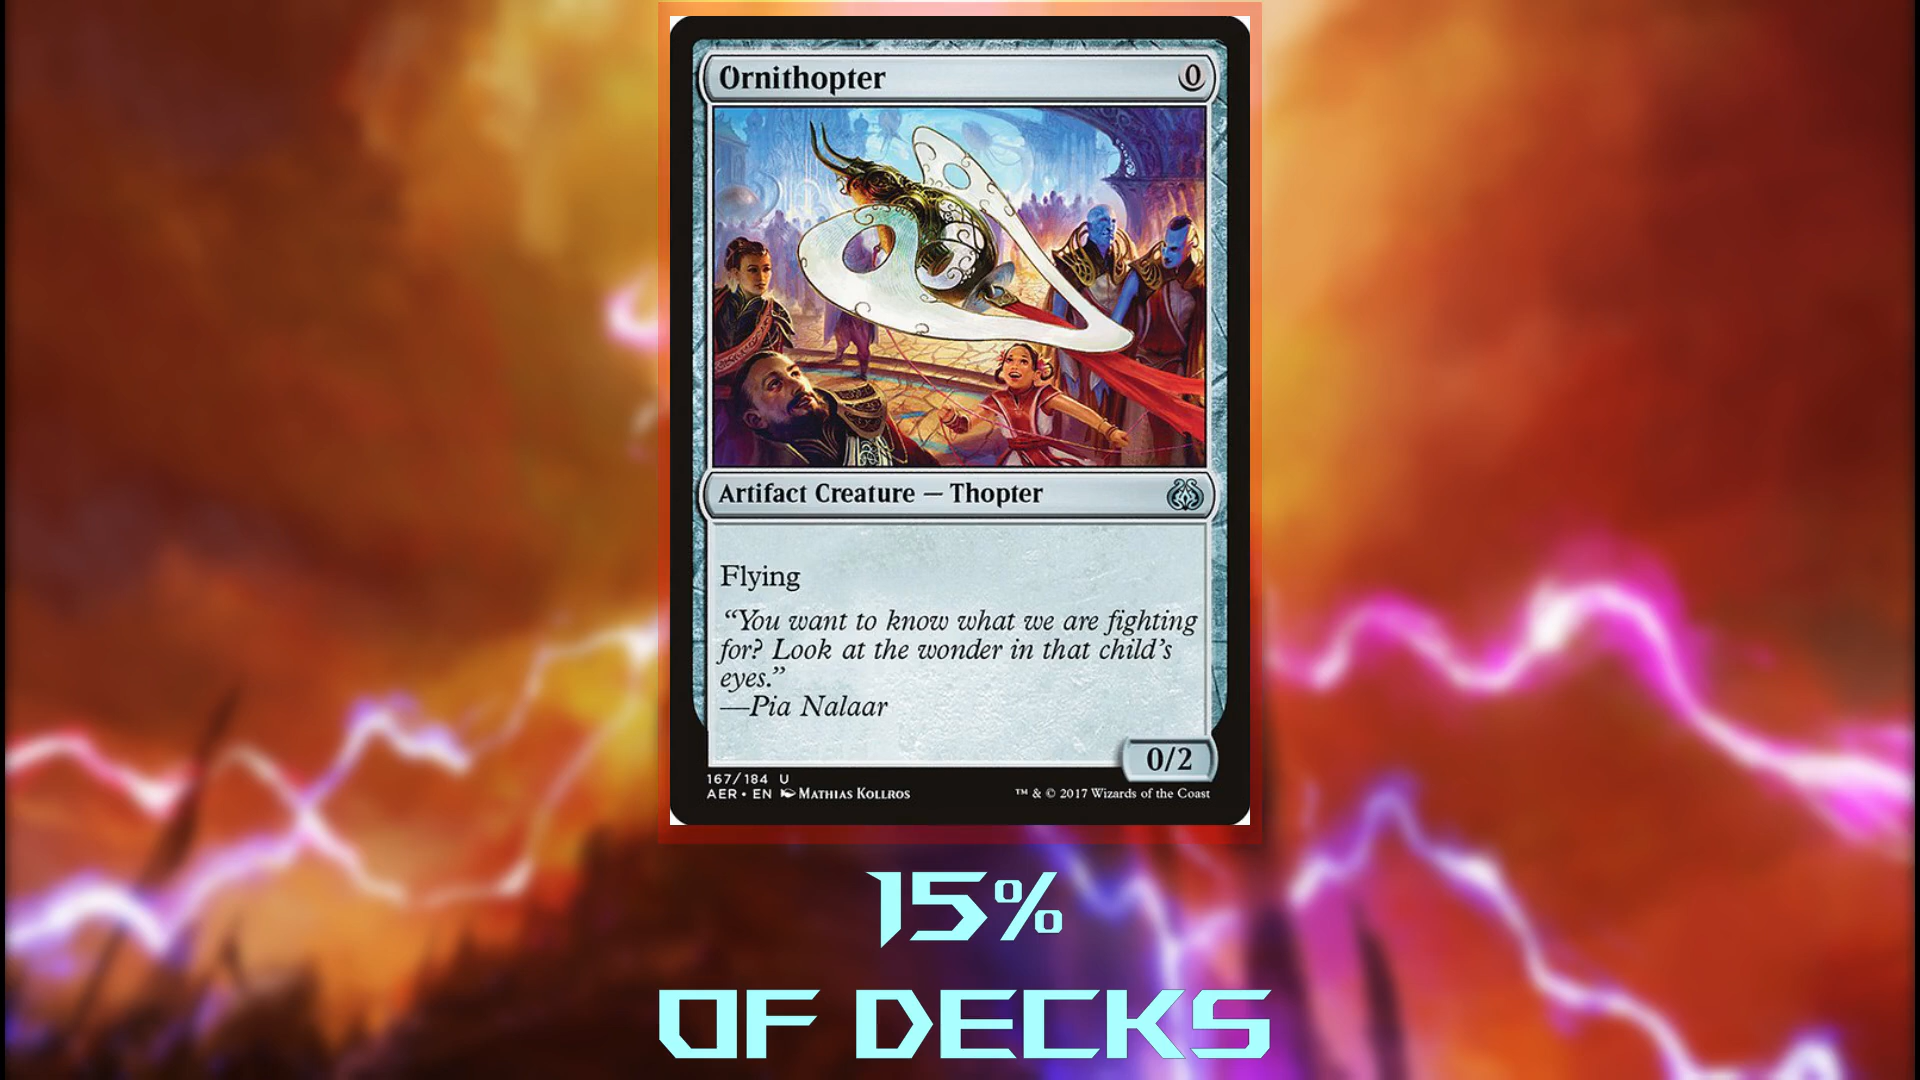 Ornithopter 0
Artifact Creature — Thopter
Flying
“You want to know what we are fighting
for? Look at the wonder in that child’s
eyes.”
—Pia Nalaar
0/2
167/184 U
AER • EN Mathias Kollros
™ & © 2017 Wizards of the Coast
15%
OF DECKS